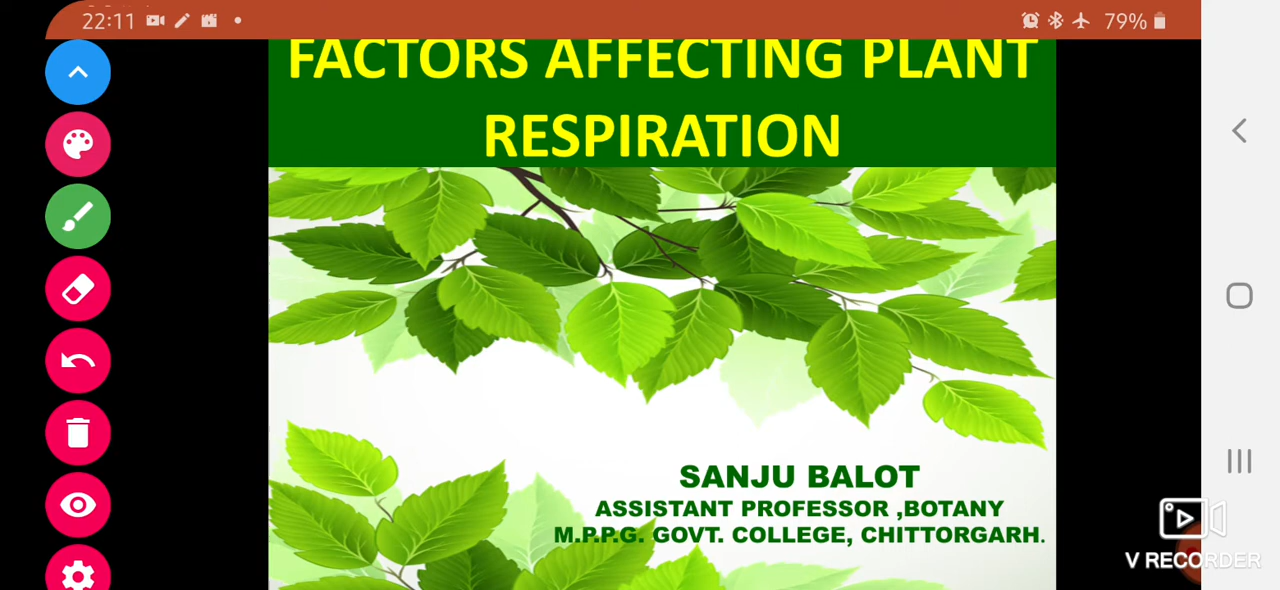 22:11
79%
FACTORS AFFECTING PLANT
RESPIRATION
SANJU BALOT
ASSISTANT PROFESSOR ,BOTANY
M.P.P.G. GOVT. COLLEGE, CHITTORGARH.
V RECORDER